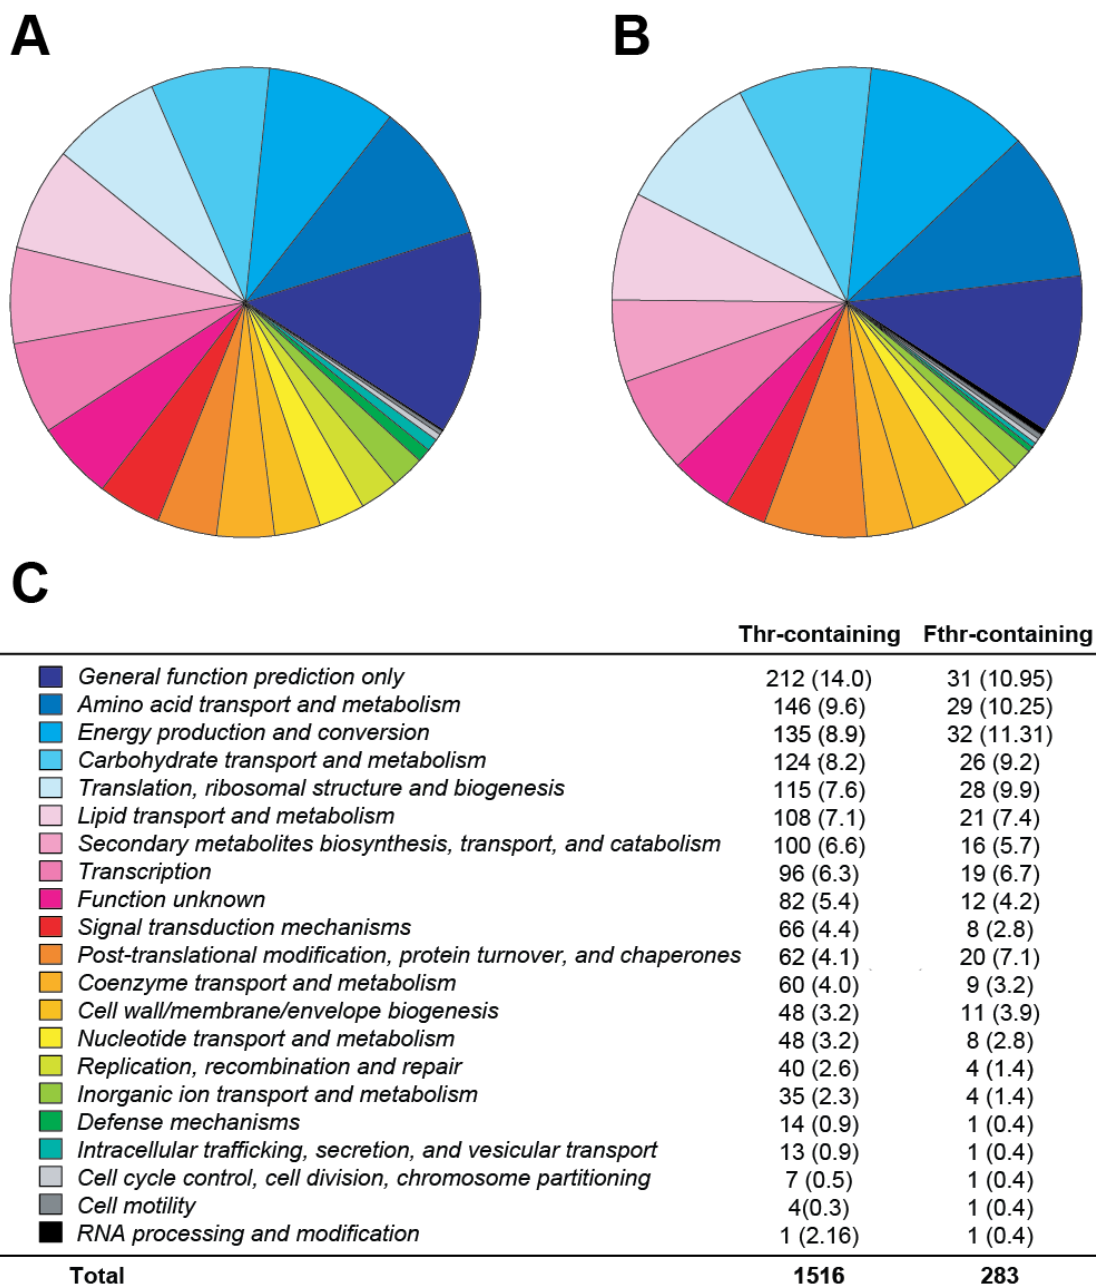 A
B
C
Thr-containing Fthr-containing
General function prediction only 212 (14.0) 31 (10.95)
Amino acid transport and metabolism 146 (9.6) 29 (10.25)
Energy production and conversion 135 (8.9) 32 (11.31)
Carbohydrate transport and metabolism 124 (8.2) 26 (9.2)
Translation, ribosomal structure and biogenesis 115 (7.6) 28 (9.9)
Lipid transport and metabolism 108 (7.1) 21 (7.4)
Secondary metabolites biosynthesis, transport, and catabolism 100 (6.6) 16 (5.7)
Transcription 96 (6.3) 19 (6.7)
Function unknown 82 (5.4) 12 (4.2)
Signal transduction mechanisms 66 (4.4) 8 (2.8)
Post-translational modification, protein turnover, and chaperones 62 (4.1) 20 (7.1)
Coenzyme transport and metabolism 60 (4.0) 9 (3.2)
Cell wall/membrane/envelope biogenesis 48 (3.2) 11 (3.9)
Nucleotide transport and metabolism 48 (3.2) 8 (2.8)
Replication, recombination and repair 40 (2.6) 4 (1.4)
Inorganic ion transport and metabolism 35 (2.3) 4 (1.4)
Defense mechanisms 14 (0.9) 1 (0.4)
Intracellular trafficking, secretion, and vesicular transport 13 (0.9) 1 (0.4)
Cell cycle control, cell division, chromosome partitioning 7 (0.5) 1 (0.4)
Cell motility 4(0.3) 1 (0.4)
RNA processing and modification 1 (2.16) 1 (0.4)
Total 1516 283